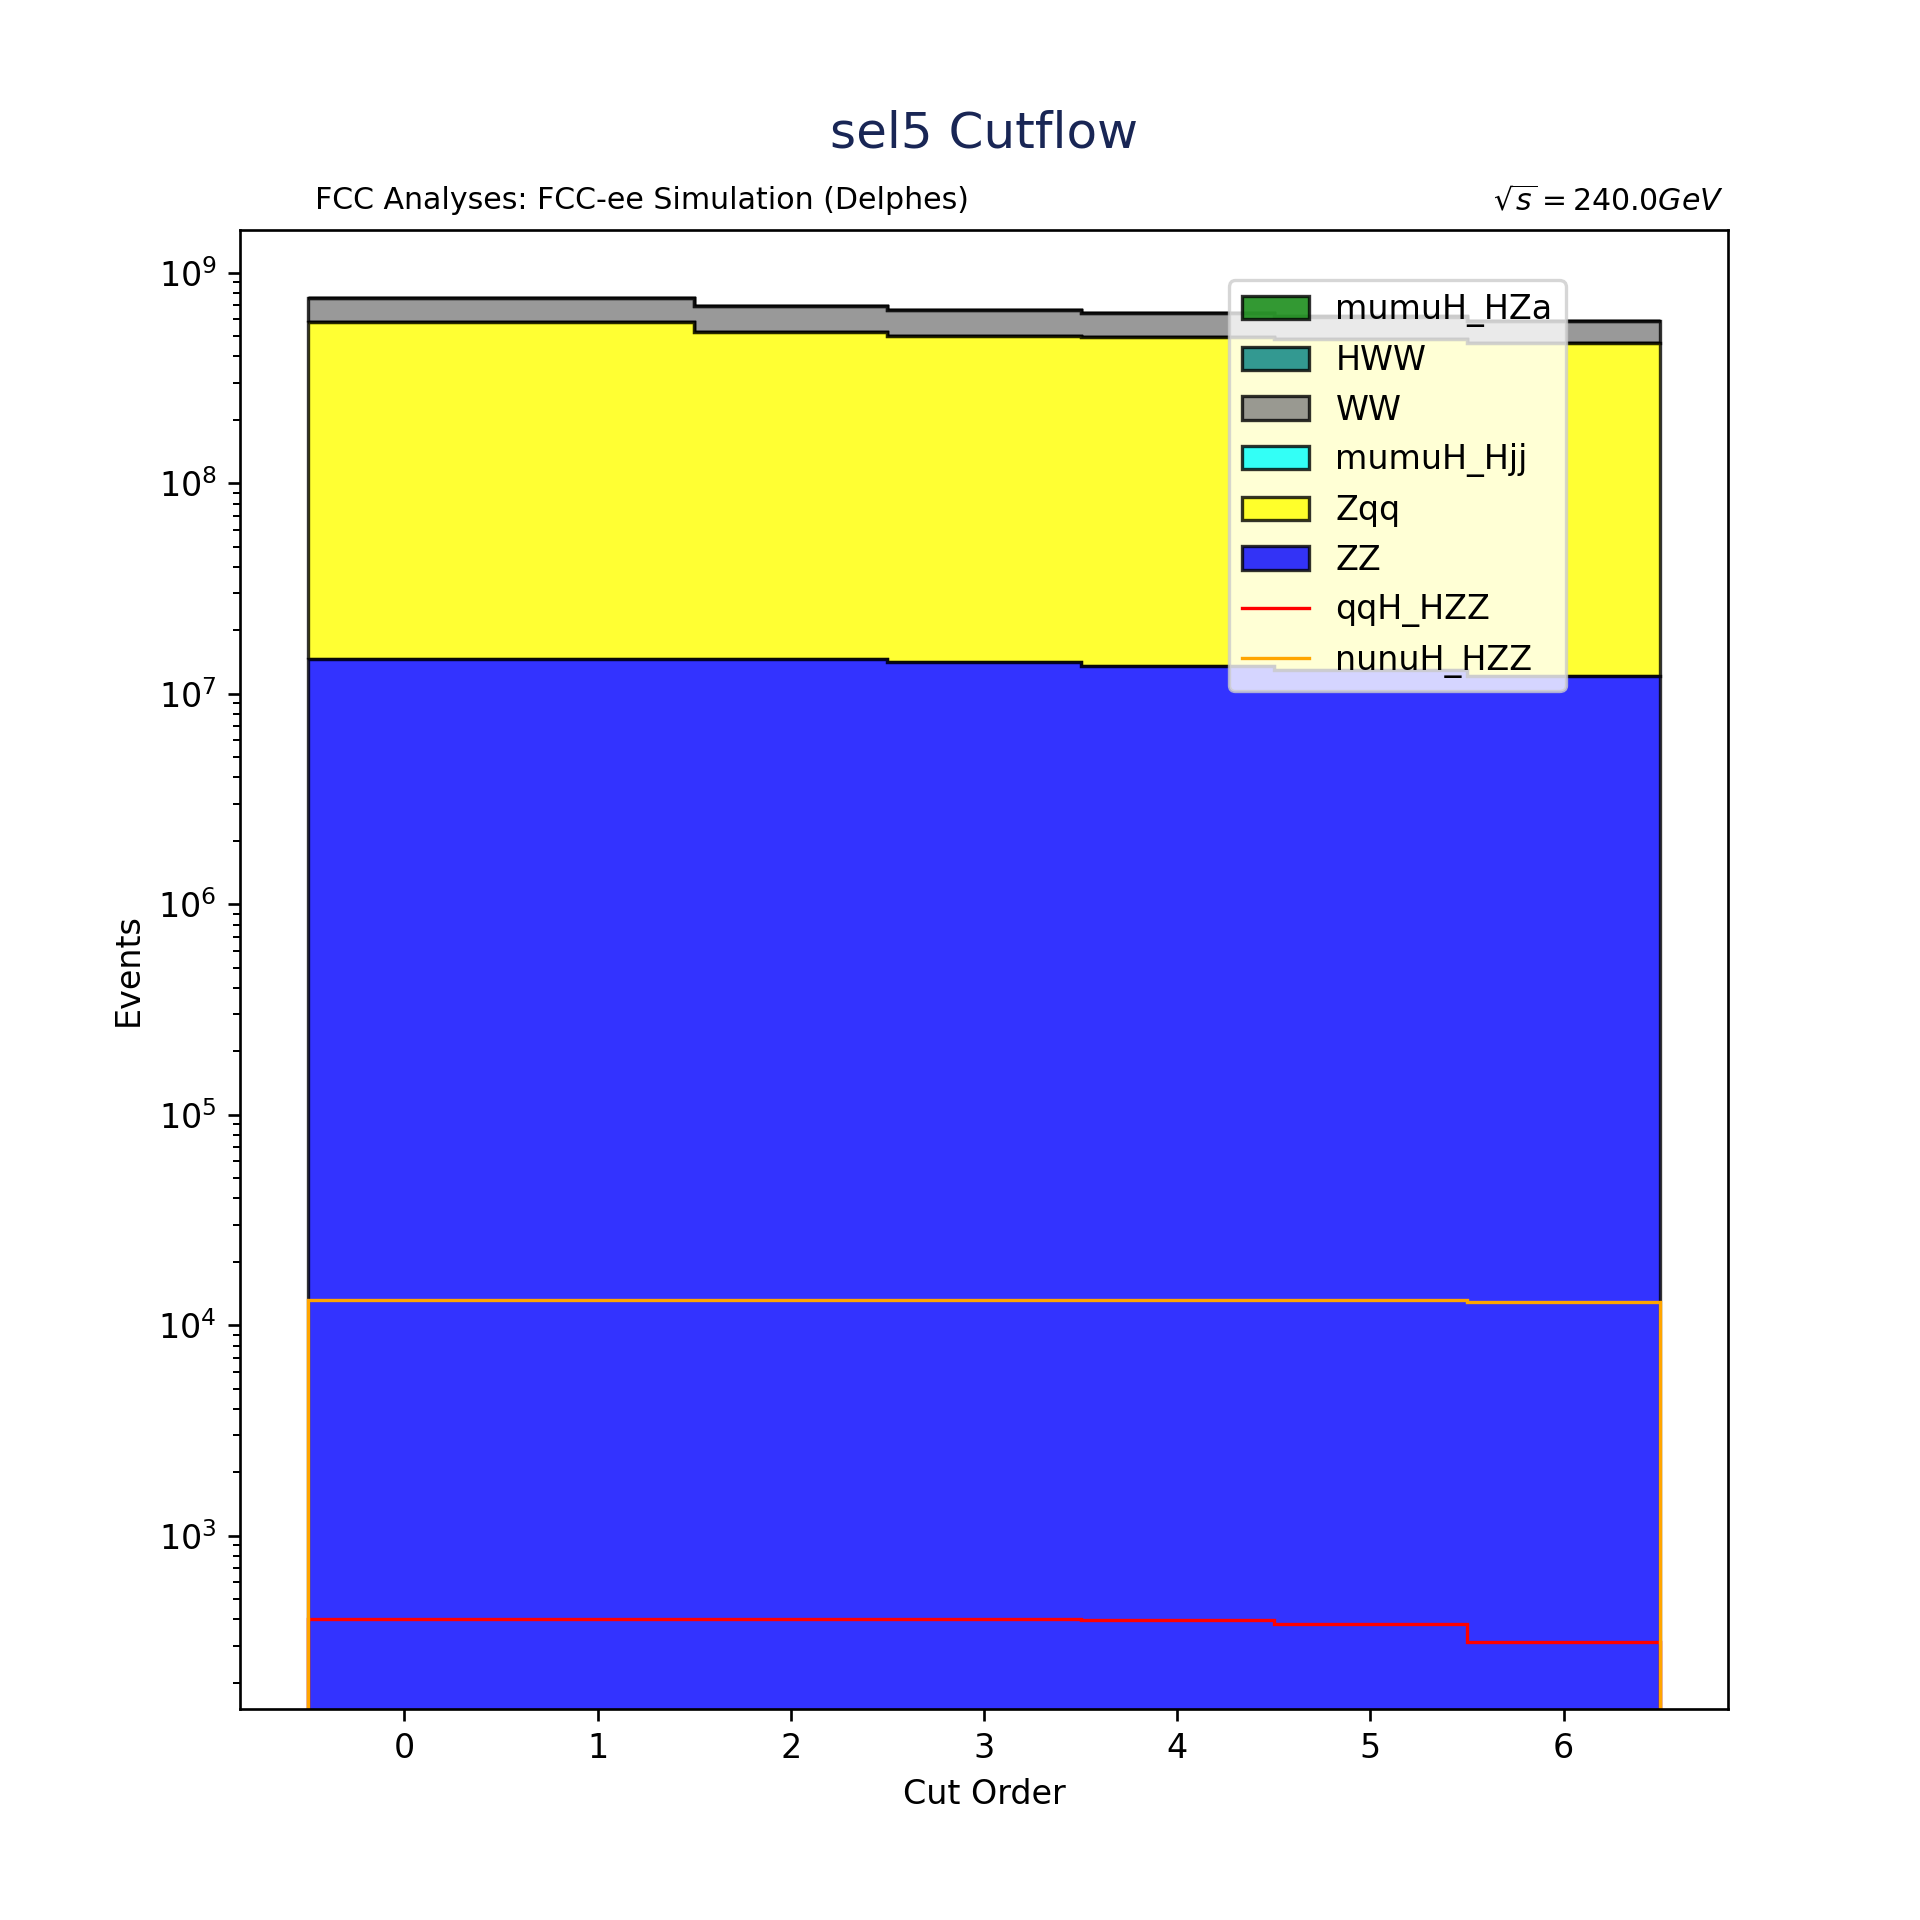 sel5 Cutflow
FCC Analyses: FCC-ee Simulation (Delphes)
√s = 240.0GeV
10⁹
10⁸
10⁷
10⁶
10⁵
10⁴
10³
Events
mumuH_HZa
HWW
WW
mumuH_Hjj
Zqq
ZZ
qqH_HZZ
nunuH_HZZ
0 1 2 3 4 5 6
Cut Order